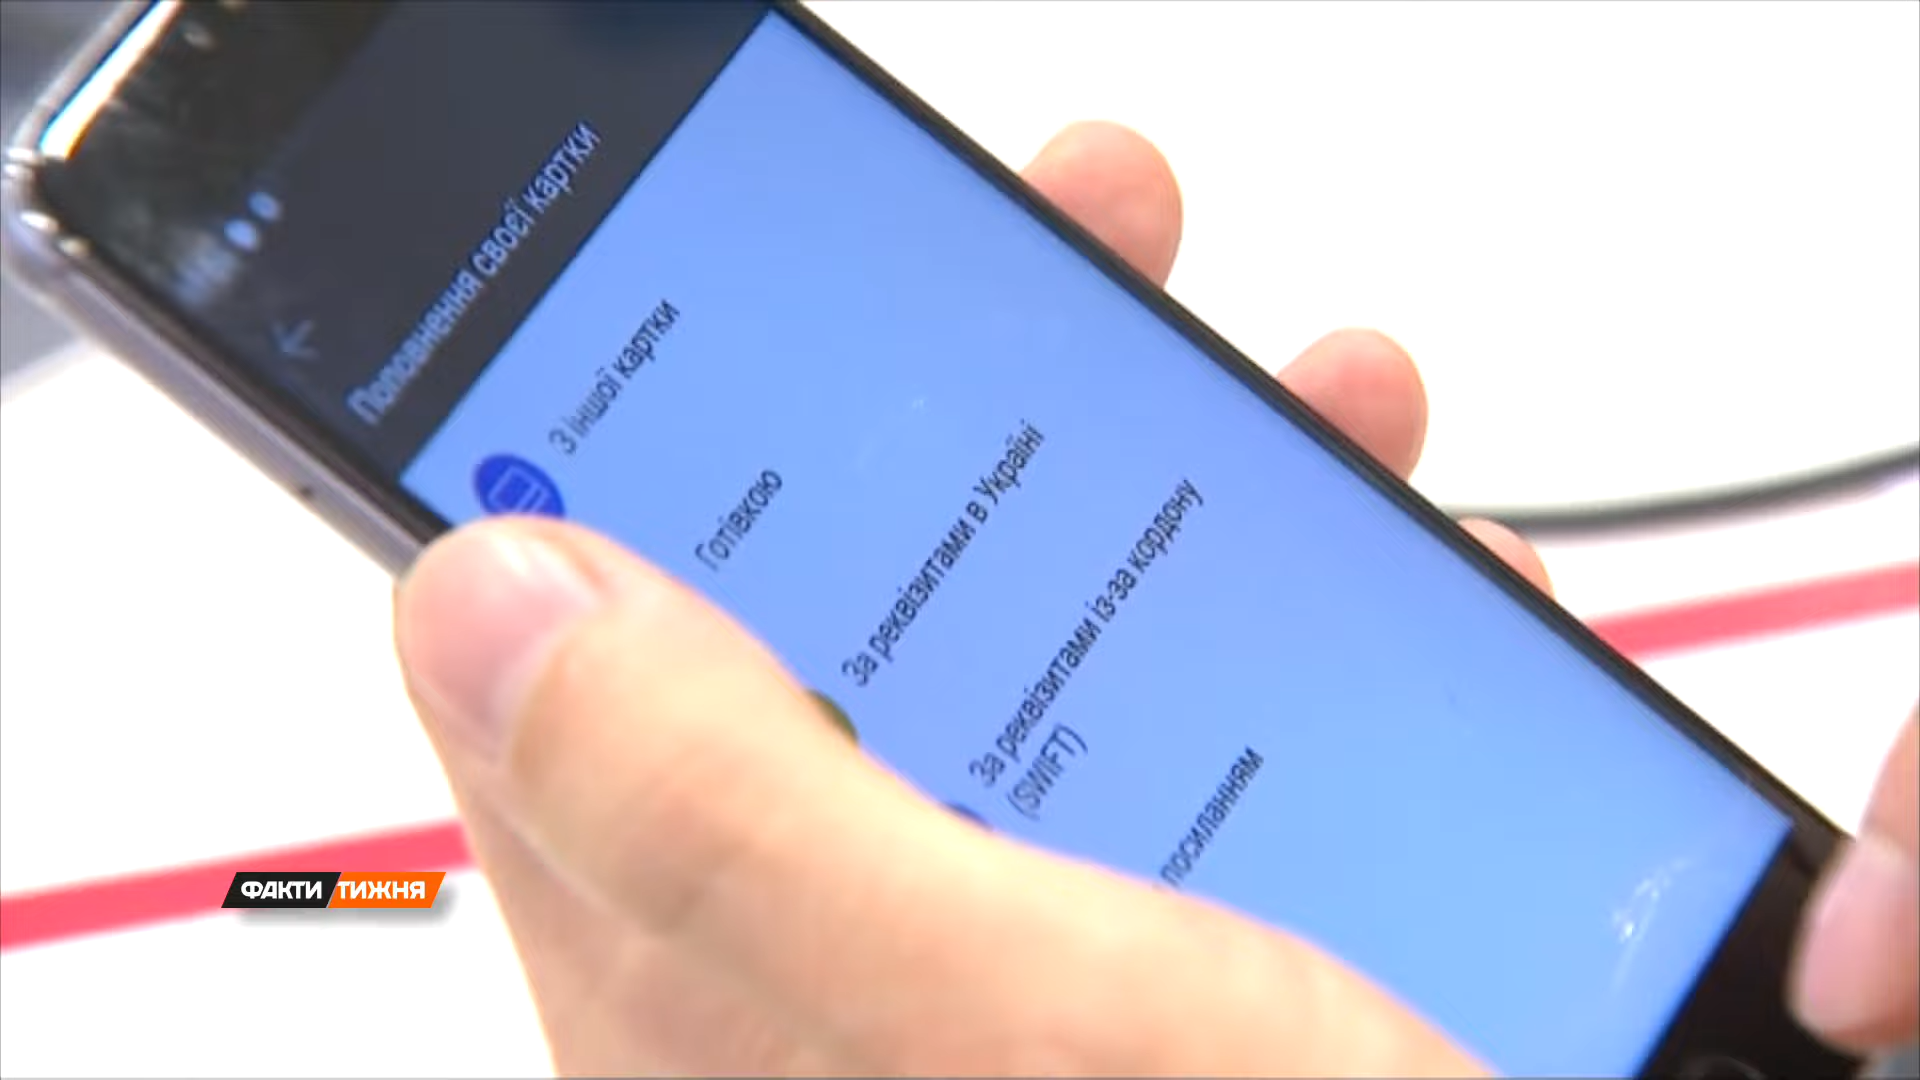 Поповнення своєї картки
З іншої картки
Готівкою
За реквізитами в Україні
За реквізитами із-за кордону
(SWIFT)
посиланням
ФАКТИ ТИЖНЯ